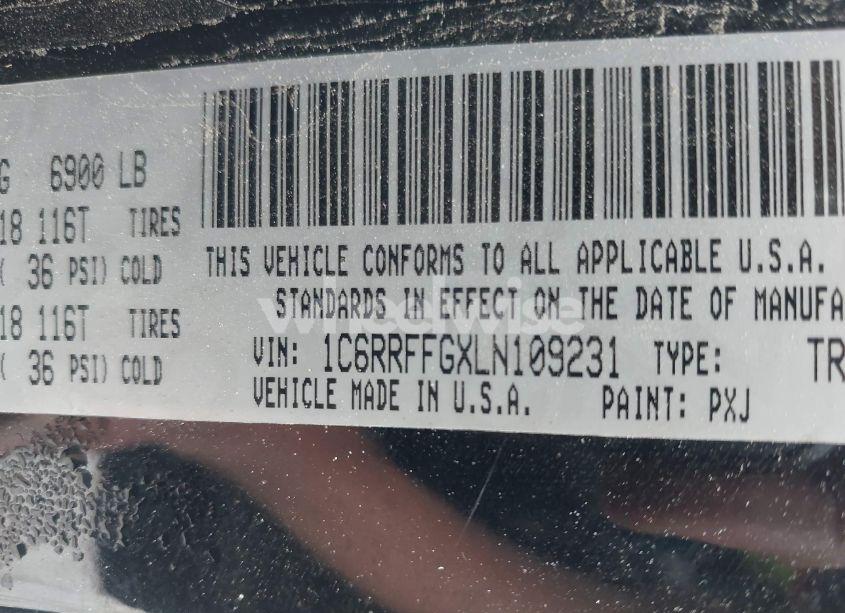 G 6900 LB
18 116T TIRES
( 36 PSI) COLD
18 116T TIRES
( 36 PSI) COLD
THIS VEHICLE CONFORMS TO ALL APPLICABLE U.S.A.
STANDARDS IN EFFECT ON THE DATE OF MANUFA
VIN: 1C6RRFFGXLN109231 TYPE: TR
VEHICLE MADE IN U.S.A. PAINT: PXJ
wheelwise